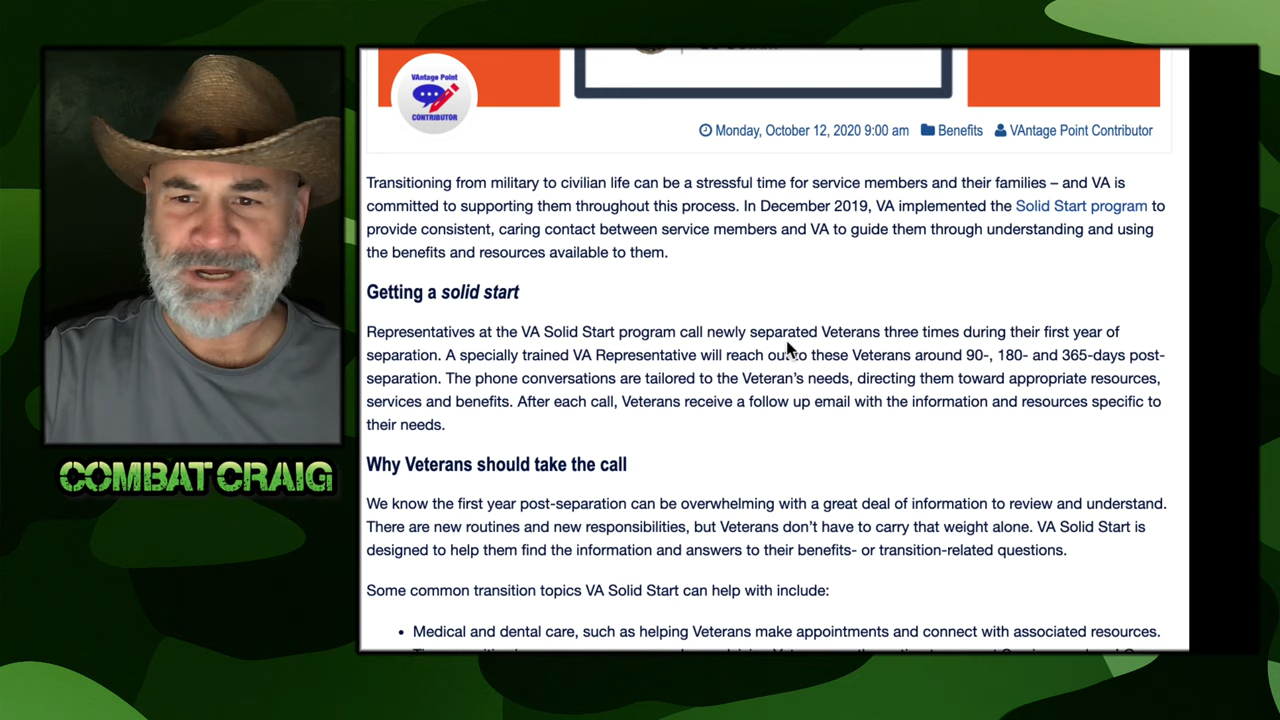 VAntage Point
CONTRIBUTOR
Monday, October 12, 2020 9:00 am Benefits VAntage Point Contributor
Transitioning from military to civilian life can be a stressful time for service members and their families – and VA is
committed to supporting them throughout this process. In December 2019, VA implemented the Solid Start program to
provide consistent, caring contact between service members and VA to guide them through understanding and using
the benefits and resources available to them.
Getting a solid start
Representatives at the VA Solid Start program call newly separated Veterans three times during their first year of
separation. A specially trained VA Representative will reach out to these Veterans around 90-, 180- and 365-days post-
separation. The phone conversations are tailored to the Veteran’s needs, directing them toward appropriate resources,
services and benefits. After each call, Veterans receive a follow up email with the information and resources specific to
their needs.
COMBAT CRAIG
Why Veterans should take the call
We know the first year post-separation can be overwhelming with a great deal of information to review and understand.
There are new routines and new responsibilities, but Veterans don’t have to carry that weight alone. VA Solid Start is
designed to help them find the information and answers to their benefits- or transition-related questions.
Some common transition topics VA Solid Start can help with include:
• Medical and dental care, such as helping Veterans make appointments and connect with associated resources.